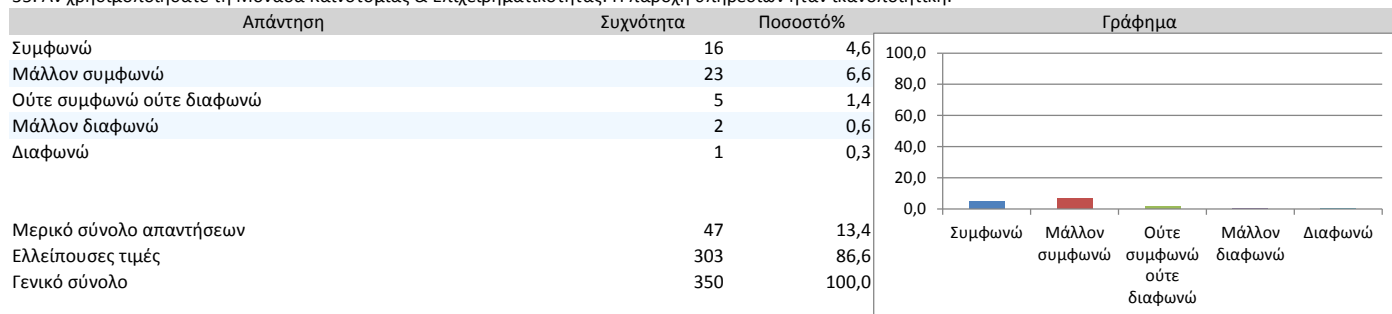 Απάντηση Συχνότητα Ποσοστό% Γράφημα
Συμφωνώ 16 4,6
Μάλλον συμφωνώ 23 6,6
Ούτε συμφωνώ ούτε διαφωνώ 5 1,4
Μάλλον διαφωνώ 2 0,6
Διαφωνώ 1 0,3
Μερικό σύνολο απαντήσεων 47 13,4
Ελλείπουσες τιμές 303 86,6
Γενικό σύνολο 350 100,0
100,0
80,0
60,0
40,0
20,0
0,0
Συμφωνώ Μάλλον Ούτε Μάλλον Διαφωνώ
συμφωνώ συμφωνώ διαφωνώ
ούτε
διαφωνώ